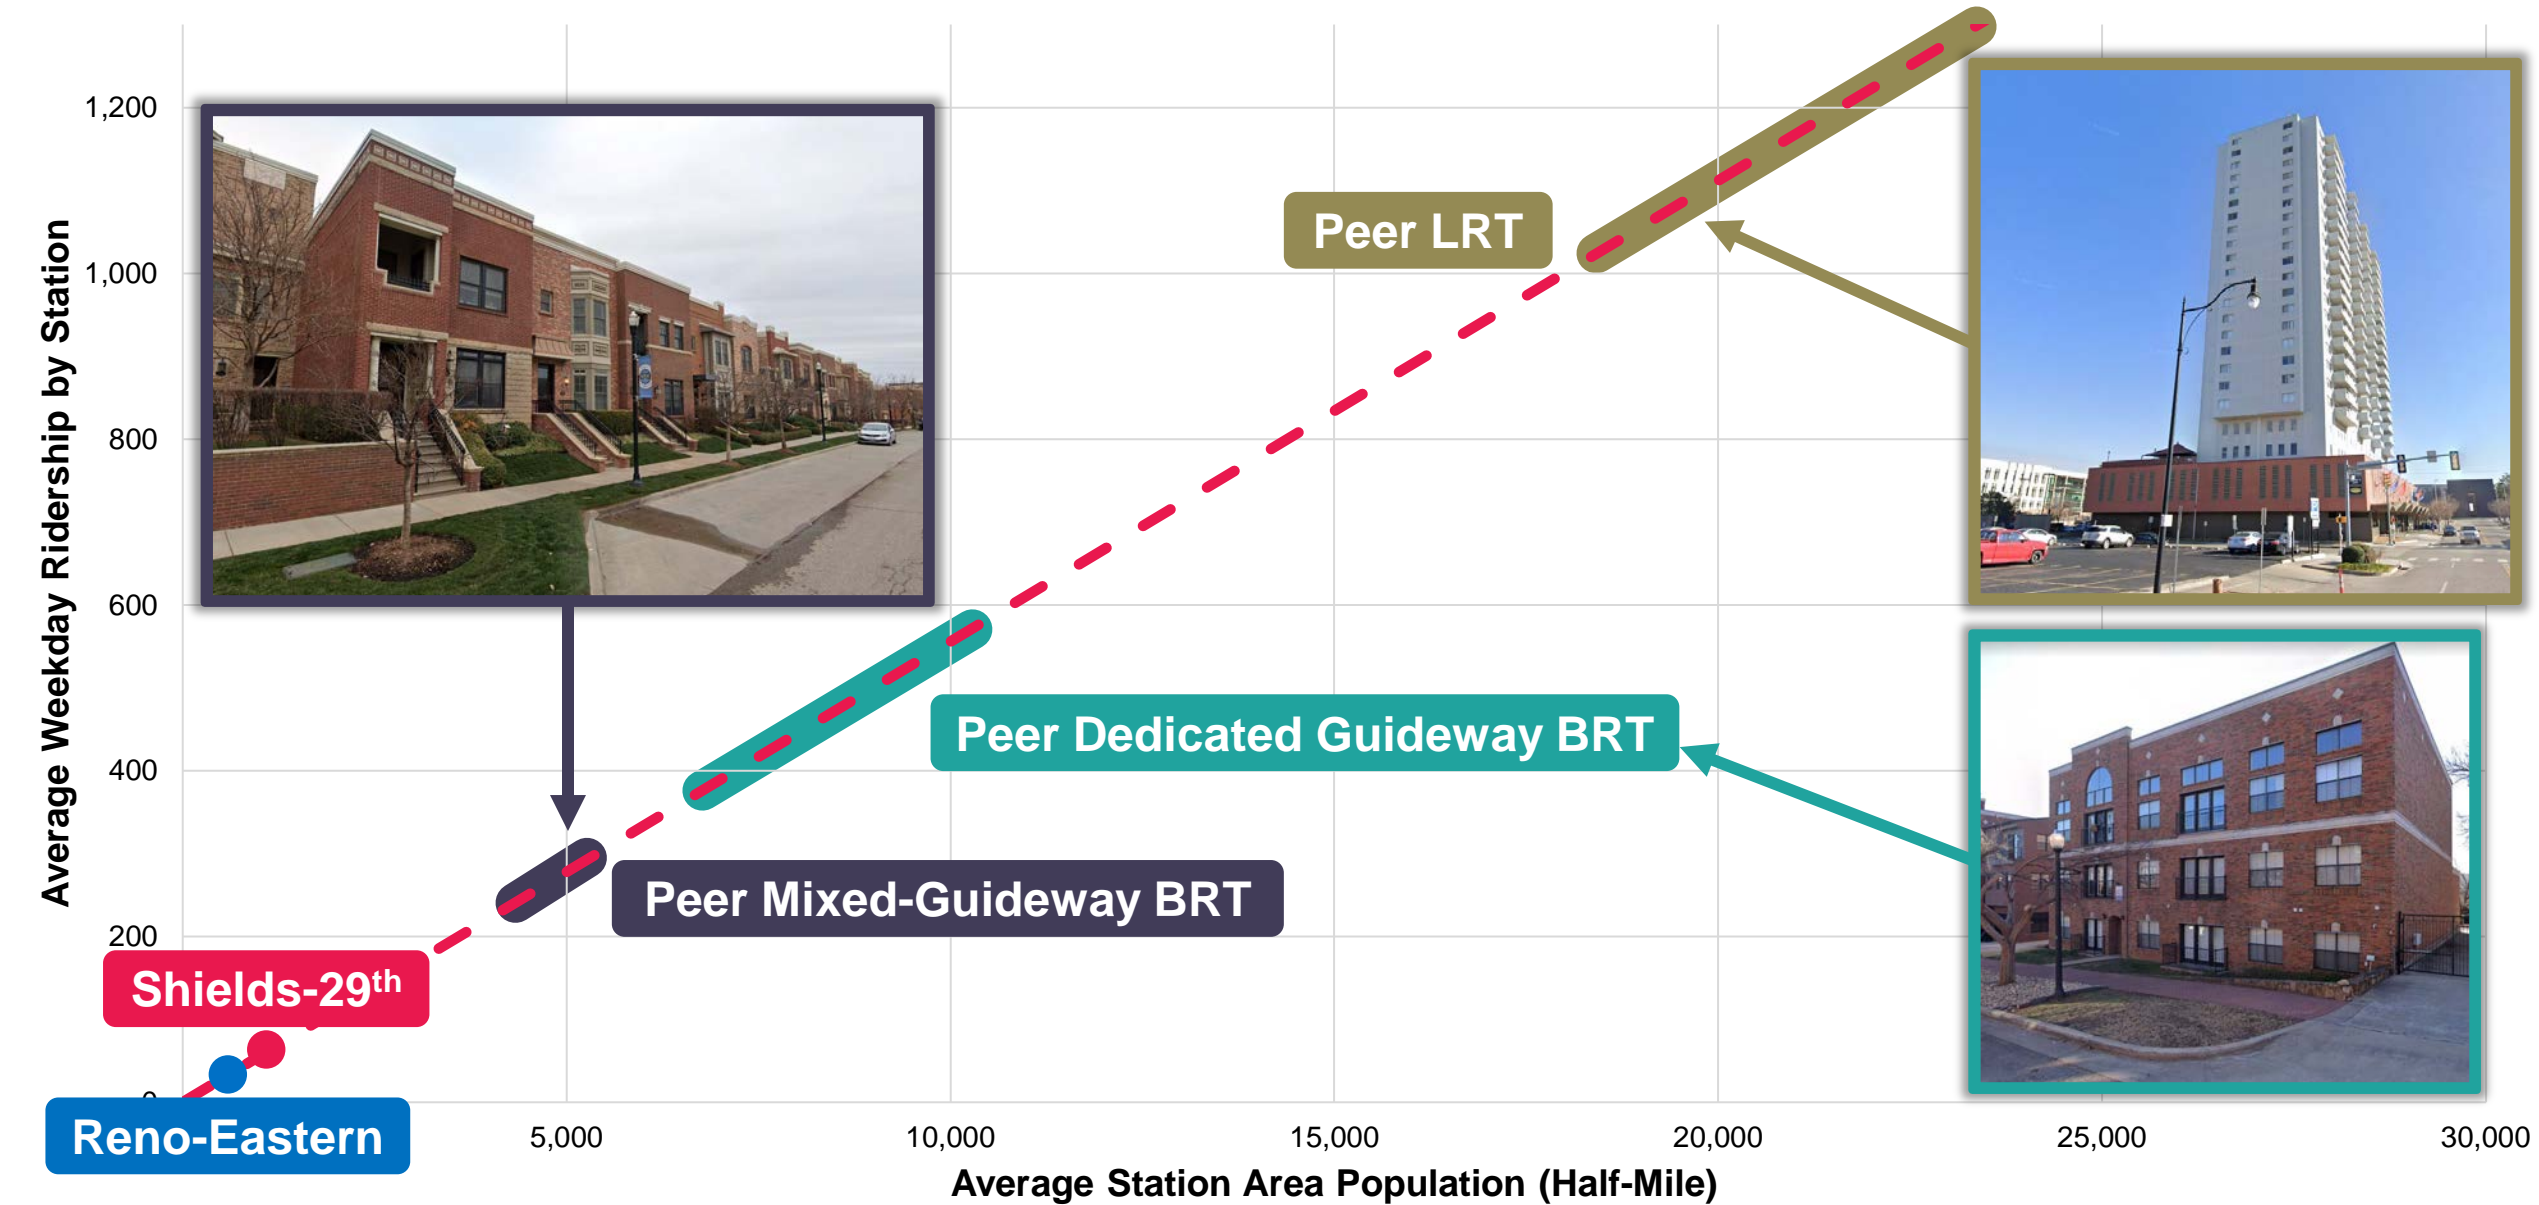 1,200
1,000
800
600
400
200
0
Average Weekday Ridership by Station
Peer LRT
Peer Dedicated Guideway BRT
Peer Mixed-Guideway BRT
Shields-29th
Reno-Eastern
5,000
10,000
15,000
20,000
25,000
30,000
Average Station Area Population (Half-Mile)